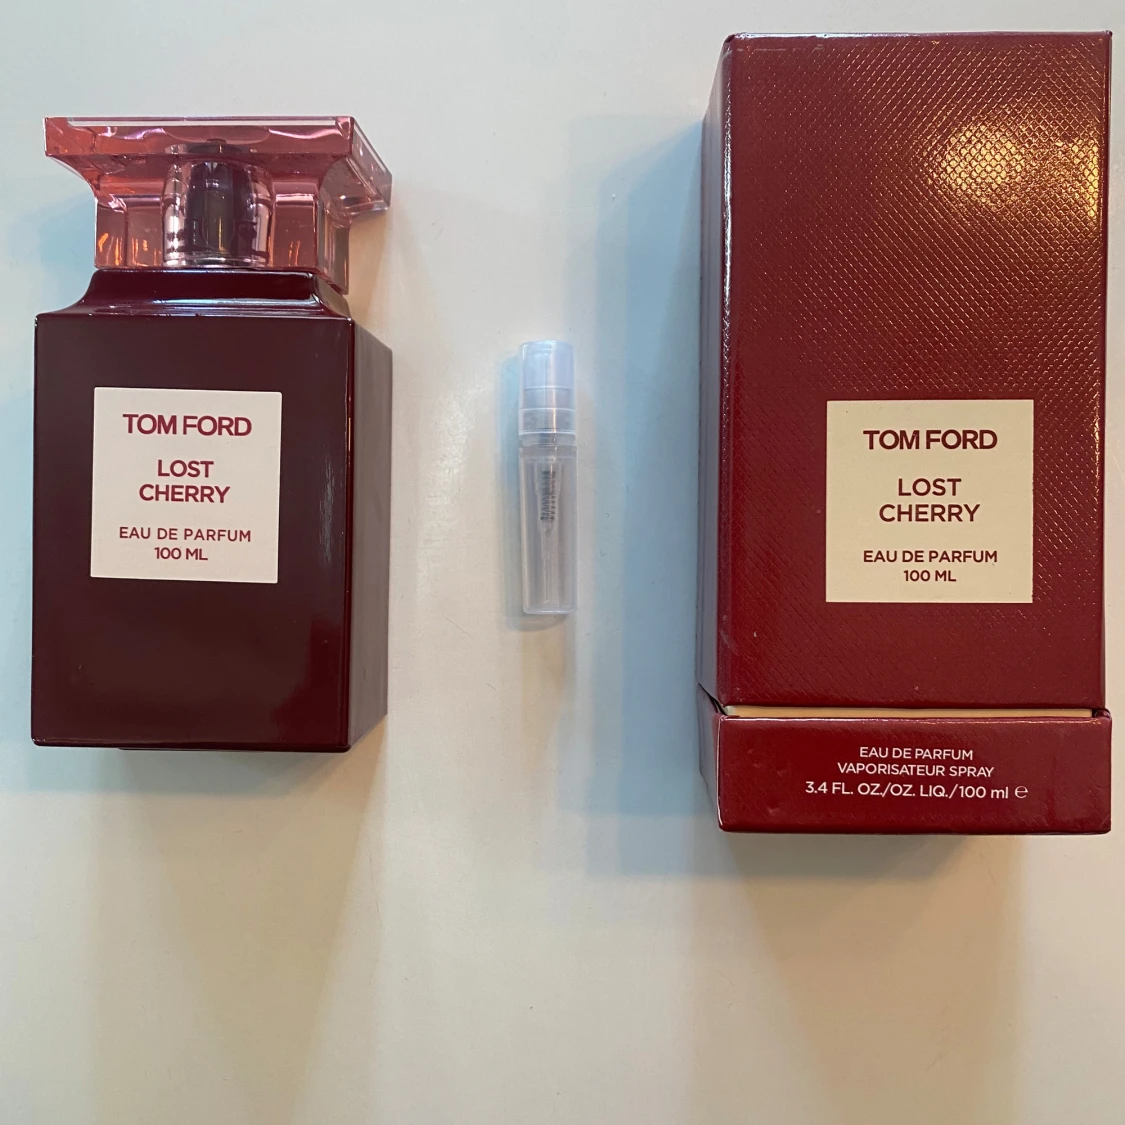 TOM FORD
LOST
CHERRY
EAU DE PARFUM
100 ML
TOM FORD
LOST
CHERRY
EAU DE PARFUM
100 ML
EAU DE PARFUM
VAPORISATEUR SPRAY
3.4 FL. OZ./OZ. LIQ./100 ml ℮